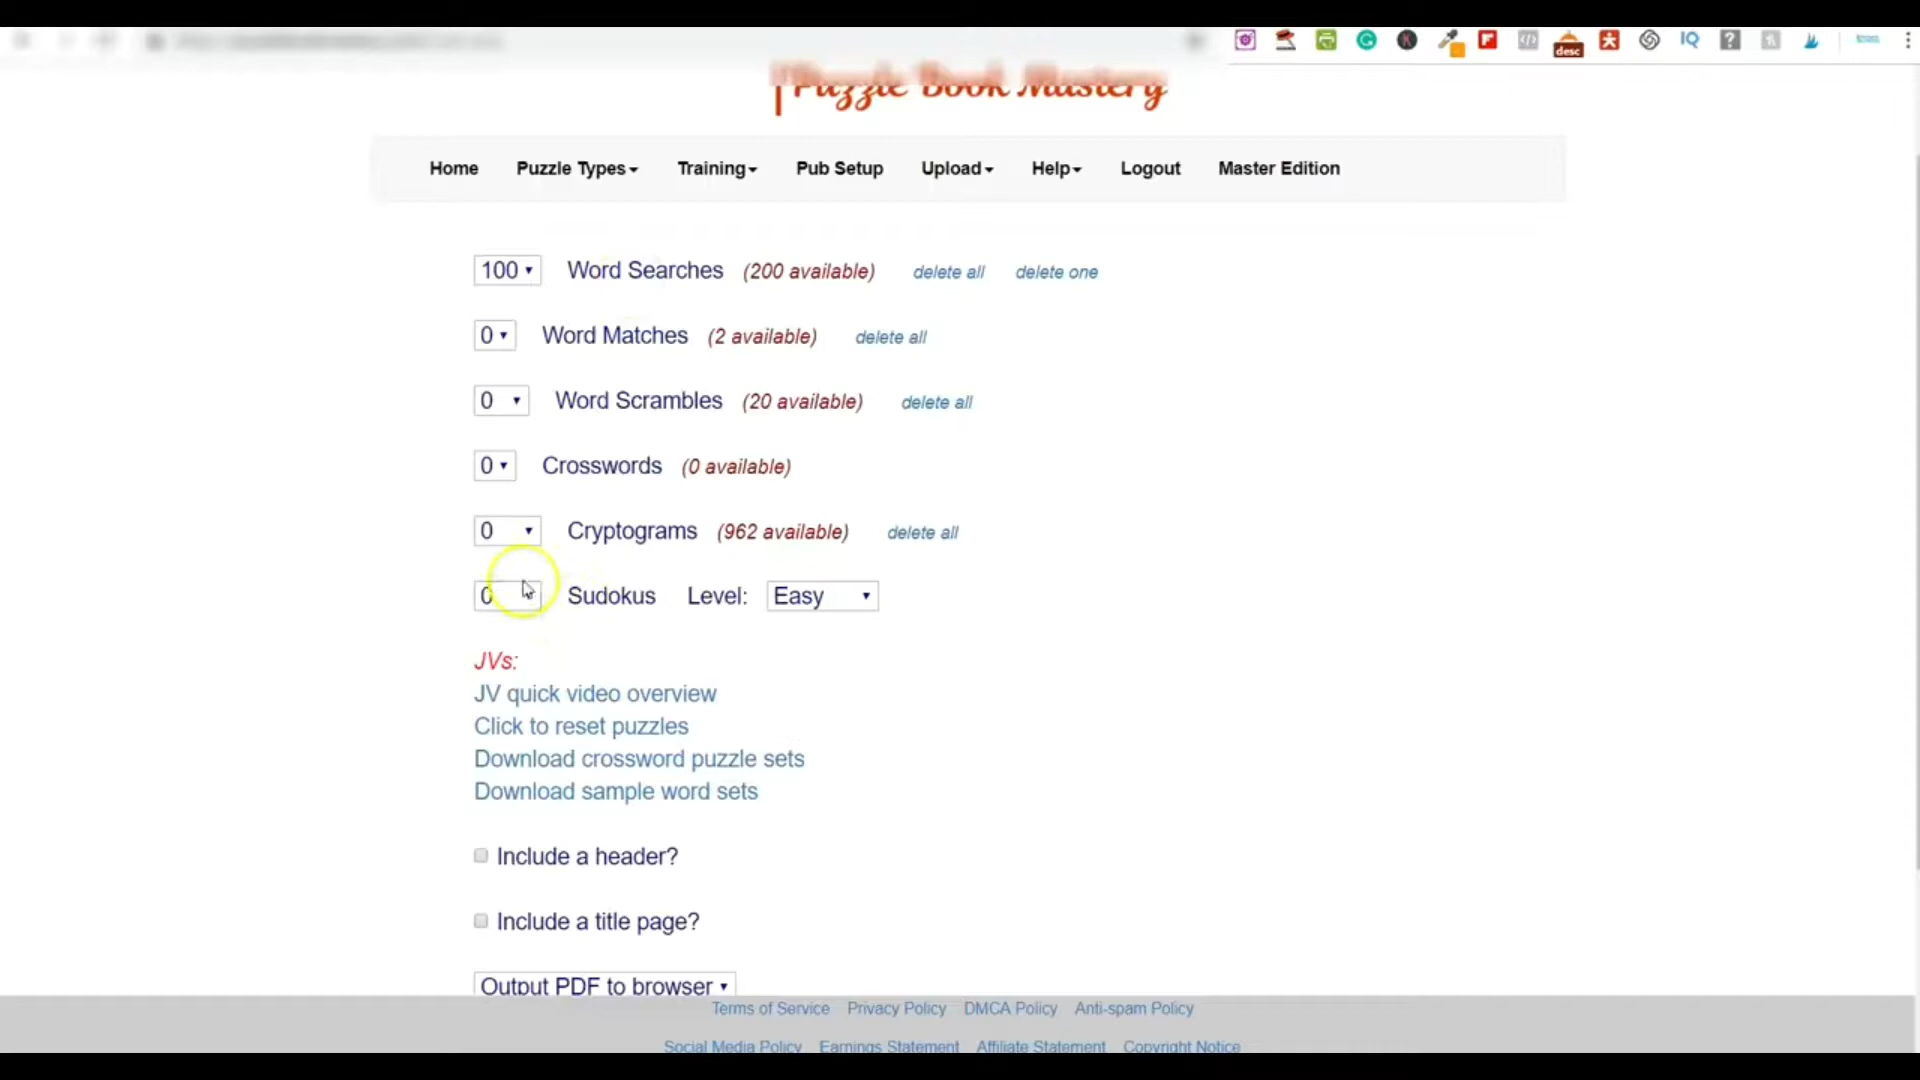 desc
IQ
Puzzle Book Mastery
Home Puzzle Types Training Pub Setup Upload Help Logout Master Edition
100 Word Searches (200 available) delete all delete one
0 Word Matches (2 available) delete all
0 Word Scrambles (20 available) delete all
0 Crosswords (0 available)
0 Cryptograms (962 available) delete all
0 Sudokus Level: Easy
JVs:
JV quick video overview
Click to reset puzzles
Download crossword puzzle sets
Download sample word sets
Include a header?
Include a title page?
Output PDF to browser
Terms of Service Privacy Policy DMCA Policy Anti-spam Policy
Social Media Policy Earnings Statement Affiliate Statement Copyright Notice